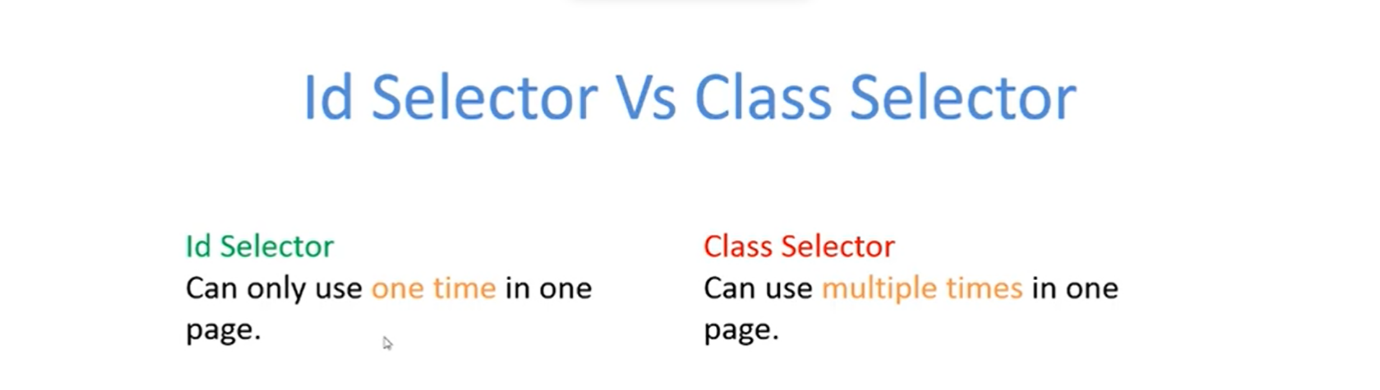 Id Selector Vs Class Selector
Id Selector
Can only use one time in one
page.
Class Selector
Can use multiple times in one
page.